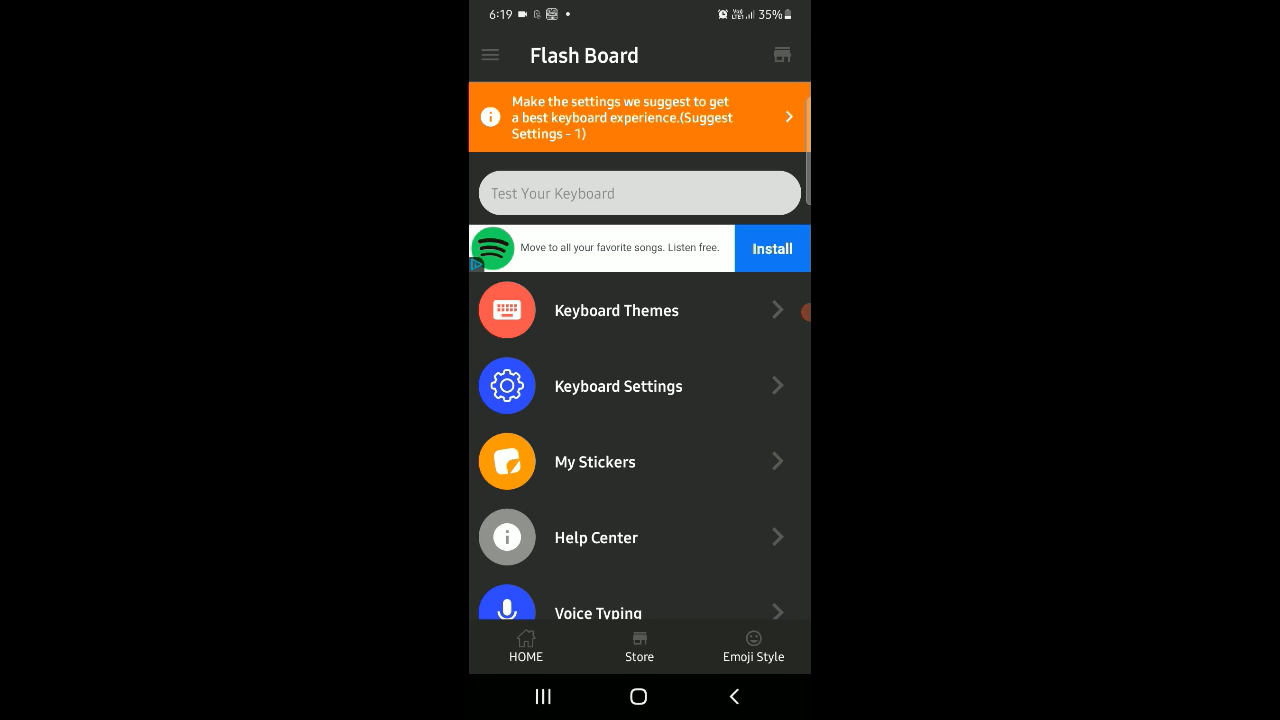 6:19
35%
Flash Board
Make the settings we suggest to get
a best keyboard experience.(Suggest
Settings - 1)
Test Your Keyboard
Move to all your favorite songs. Listen free.
Install
Keyboard Themes
Keyboard Settings
My Stickers
Help Center
Voice Typing
HOME
Store
Emoji Style